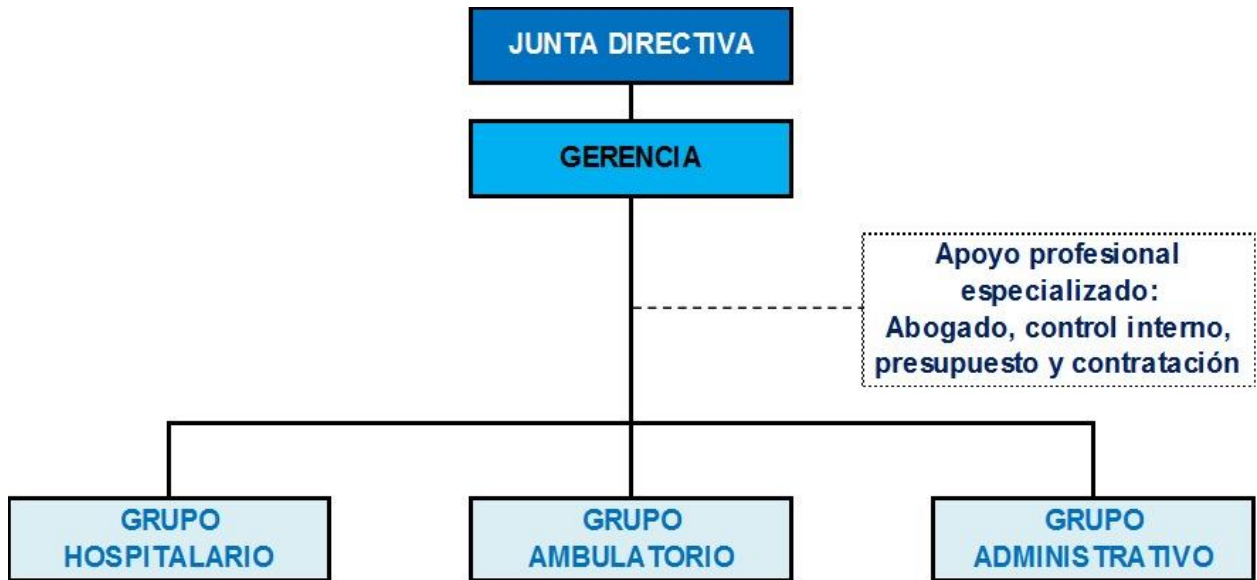 JUNTA DIRECTIVA
GERENCIA
Apoyo profesional
especializado:
Abogado, control interno,
presupuesto y contratación
GRUPO
HOSPITALARIO
GRUPO
AMBULATORIO
GRUPO
ADMINISTRATIVO